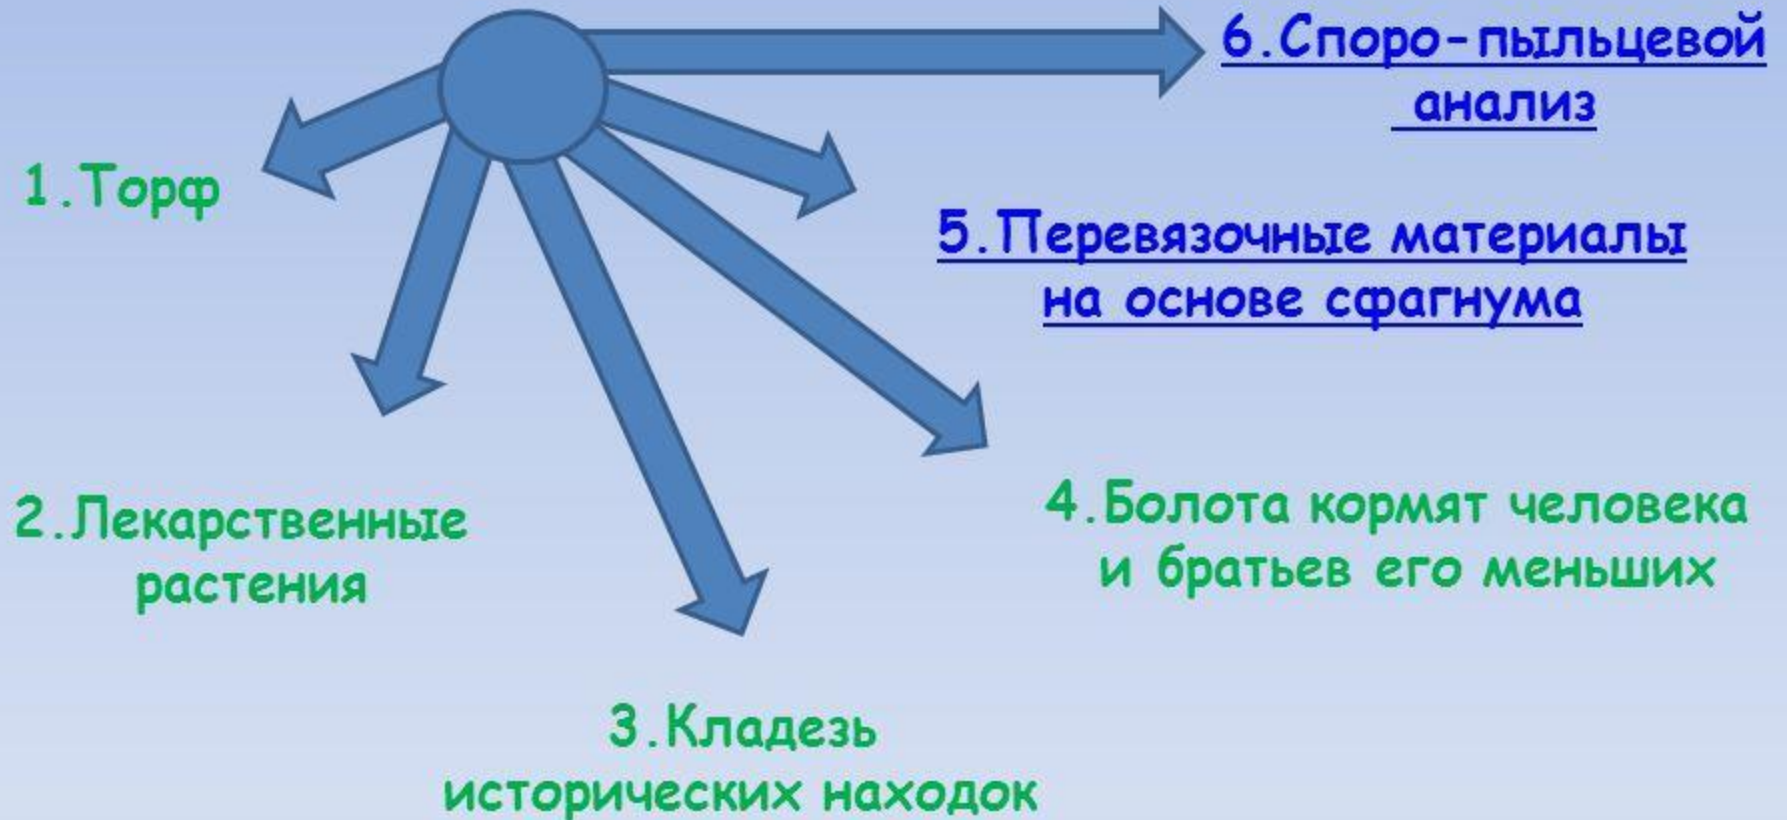 1.Торф
2.Лекарственные
растения
3.Кладезь
исторических находок
4.Болота кормят человека
и братьев его меньших
5.Перевязочные материалы
на основе сфагнума
6.Споро-пыльцевой
анализ